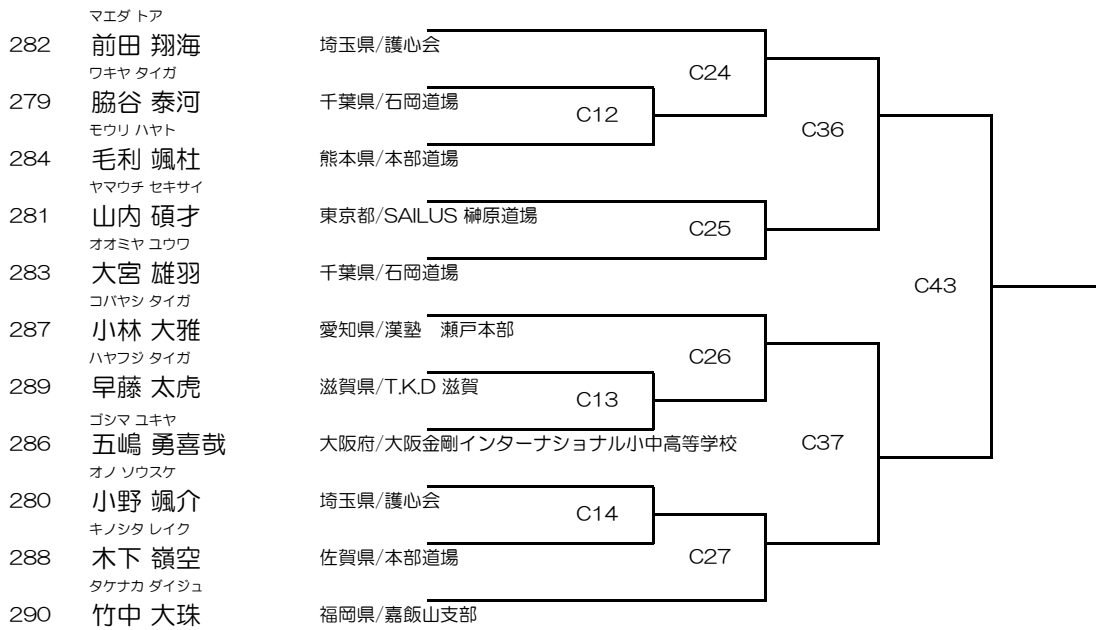 マエダ トア
282 前田 翔海 埼玉県/護心会
C24
ワキヤ タイガ
279 脇谷 泰河 千葉県/石岡道場
C12
C36
モウリ ハヤト
284 毛利 颯杜 熊本県/本部道場
ヤマウチ セキサイ
281 山内 碩才 東京都/SAILUS 榊原道場
C25
オオミヤ ユウワ
283 大宮 雄羽 千葉県/石岡道場
C43
コバヤシ タイガ
287 小林 大雅 愛知県/漢塾 瀬戸本部
C26
ハヤフジ タイガ
289 早藤 太虎 滋賀県/T.K.D 滋賀
C13
ゴシマ ユキヤ
286 五嶋 勇喜哉 大阪府/大阪金剛インターナショナル小中高等学校
C37
オノ ソウスケ
280 小野 颯介 埼玉県/護心会
C14
キノシタ レイク
288 木下 嶺空 佐賀県/本部道場
C27
タケナカ ダイジュ
290 竹中 大珠 福岡県/嘉飯山支部